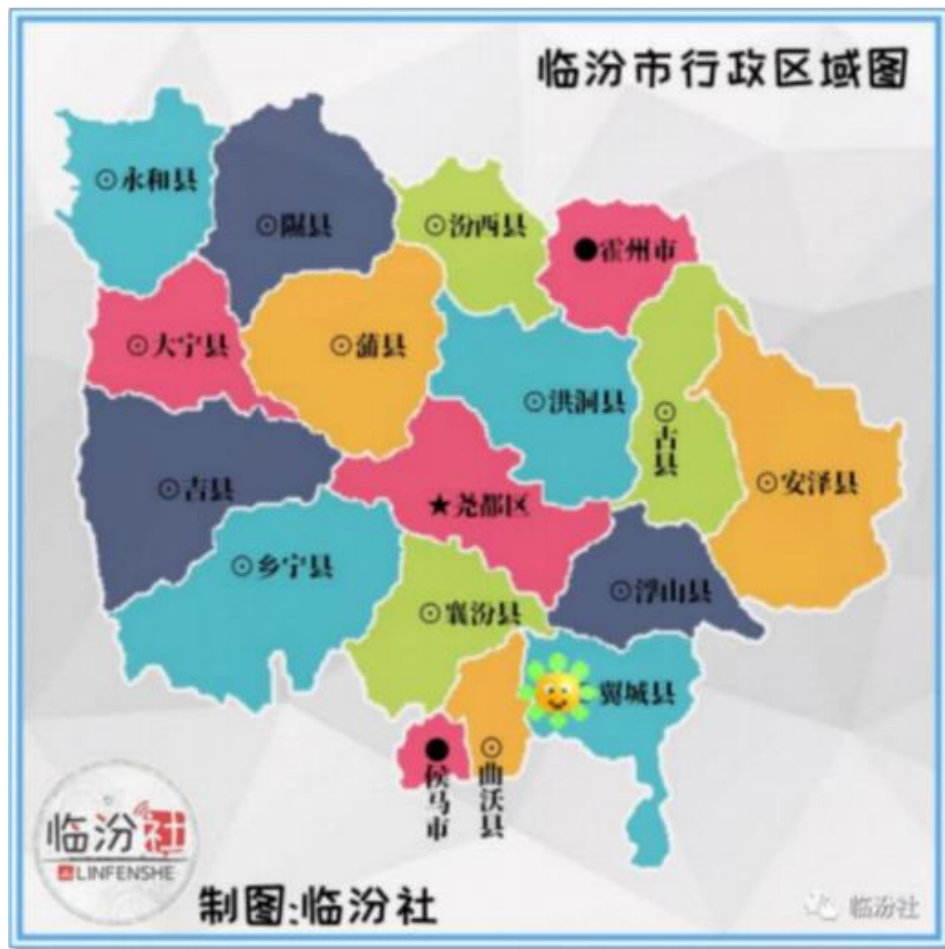 临汾市行政区域图
永和县
隰县
汾西县
霍州市
大宁县
蒲县
洪洞县
古县
吉县
安泽县
尧都区
乡宁县
浮山县
襄汾县
翼城县
侯马市
曲沃县
临汾社
LINFENSHE
制图:临汾社
临汾社